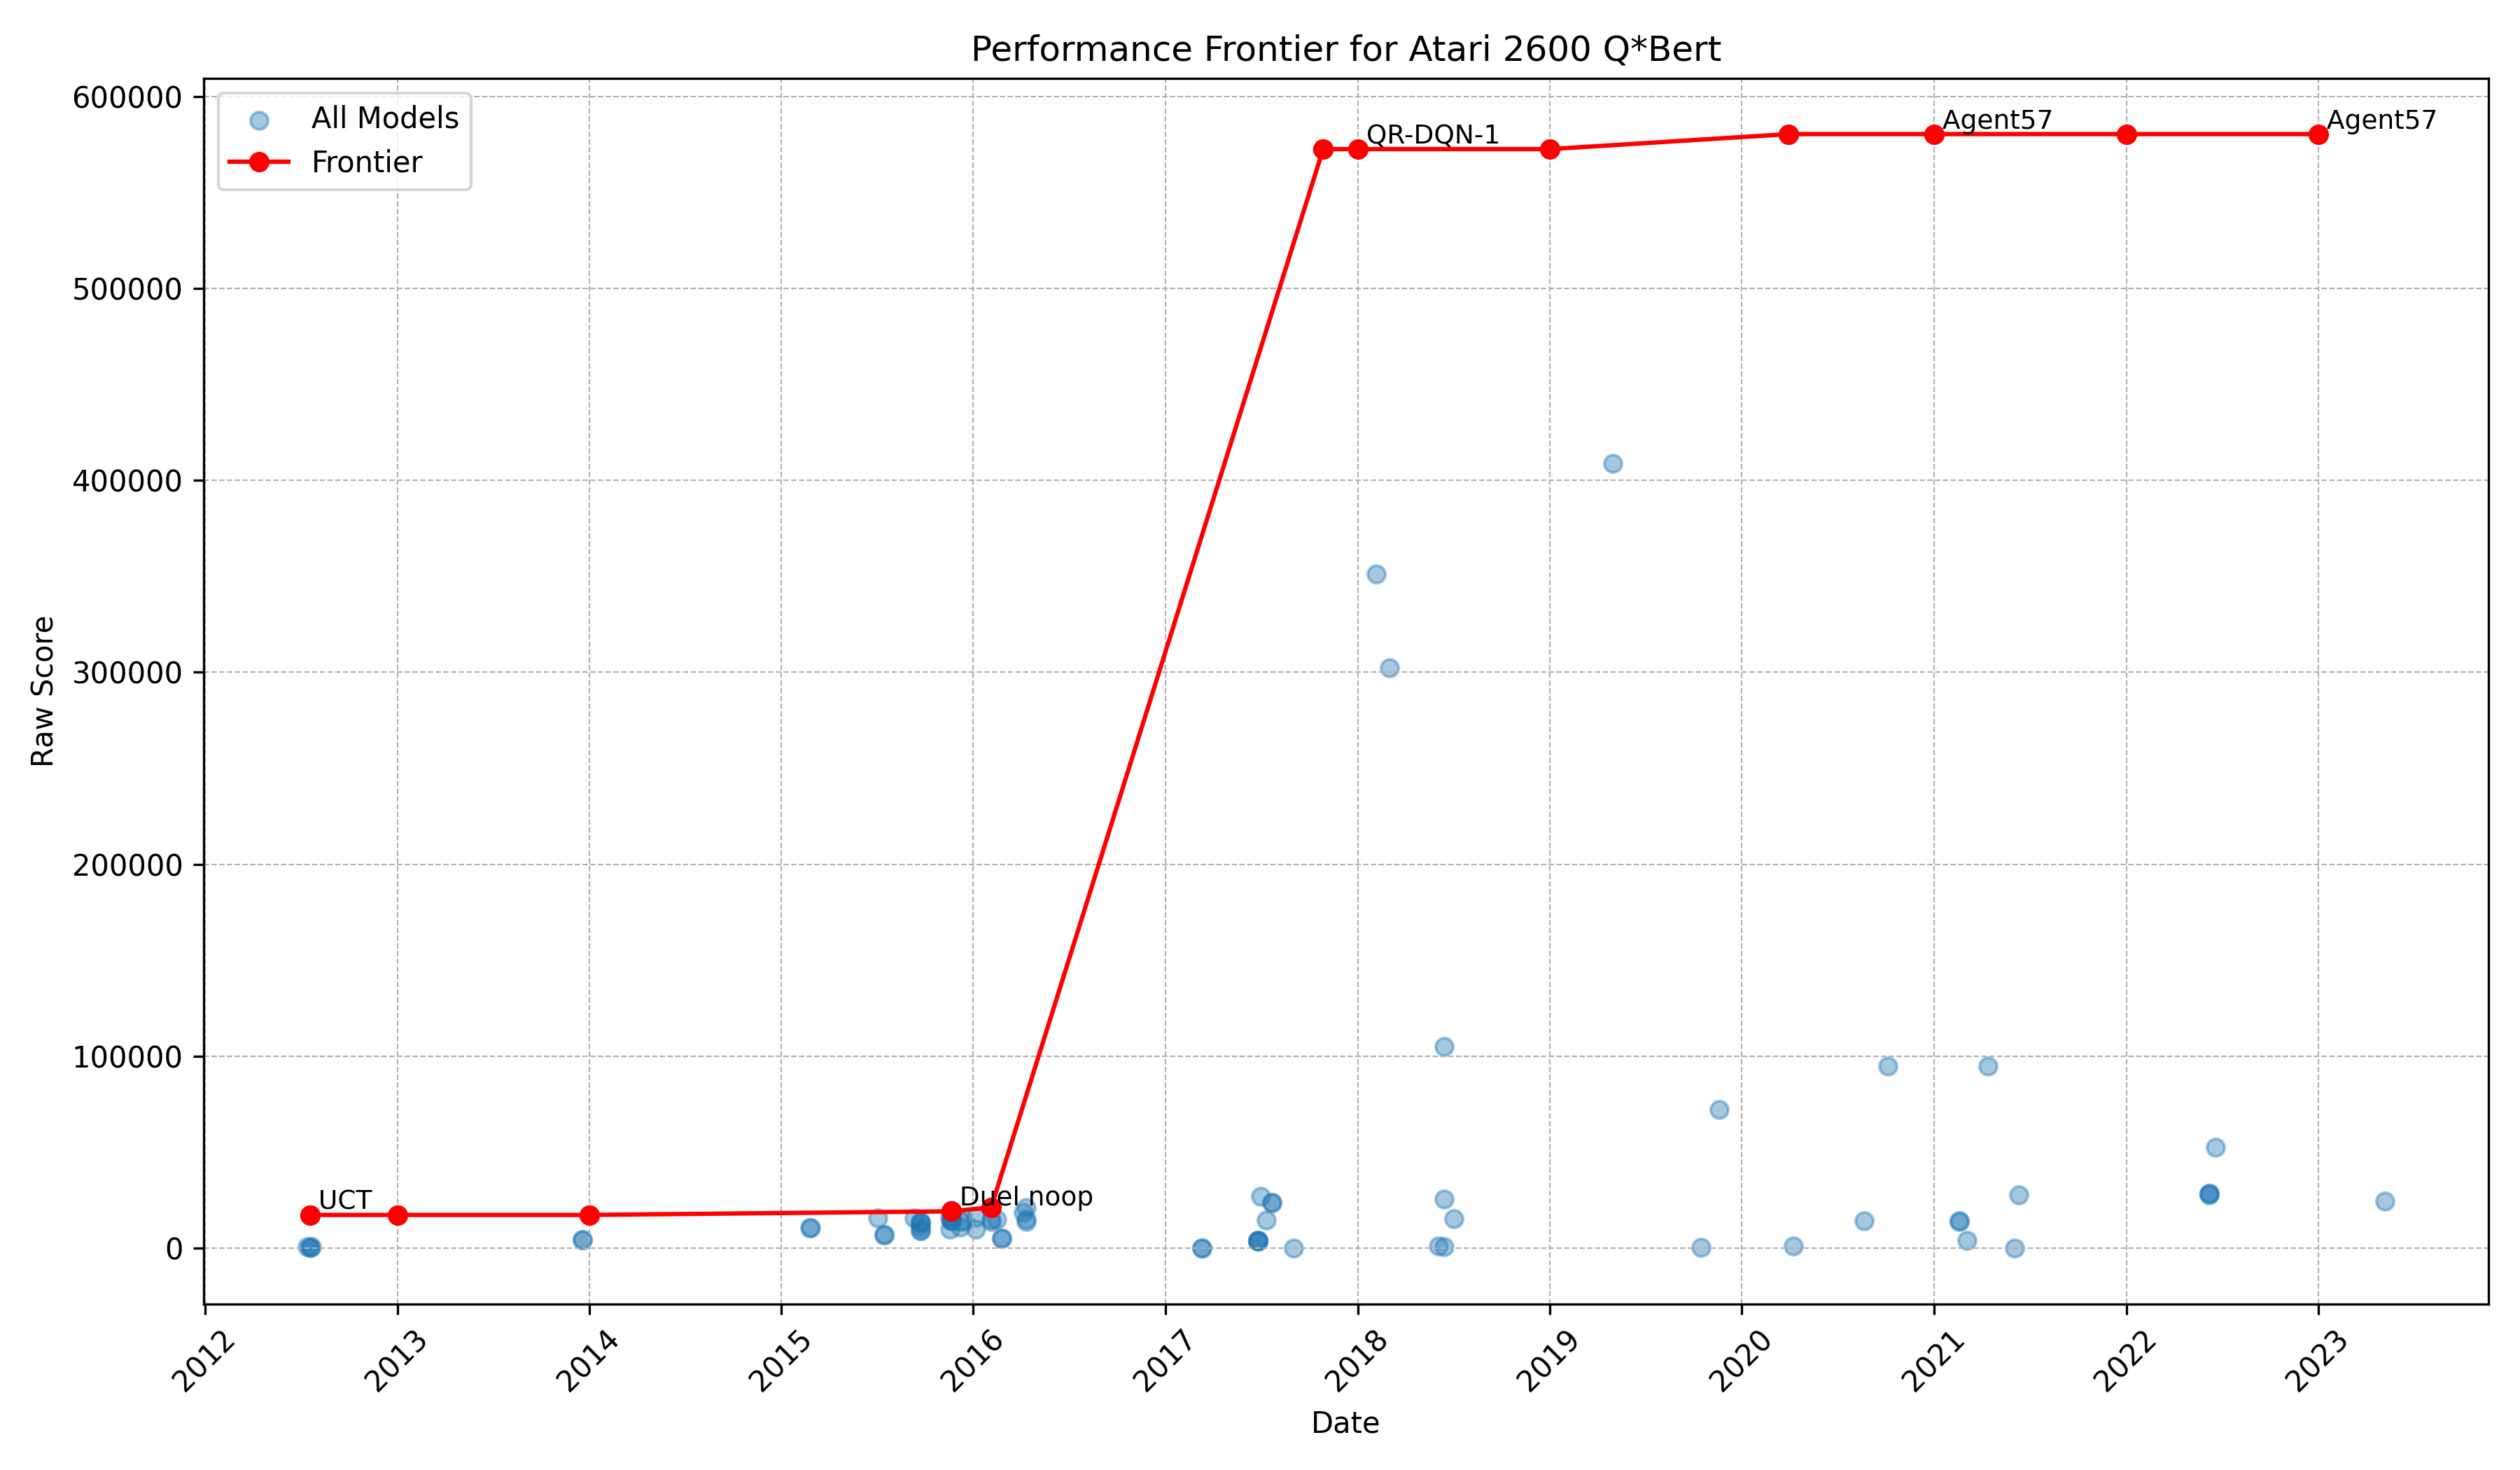 Performance Frontier for Atari 2600 Q*Bert
All Models
Frontier
600000
500000
400000
300000
200000
100000
0
Raw Score
UCT
Duel noop
QR-DQN-1
Agent57
Agent57
2012
2013
2014
2015
2016
2017
2018
2019
2020
2021
2022
2023
Date